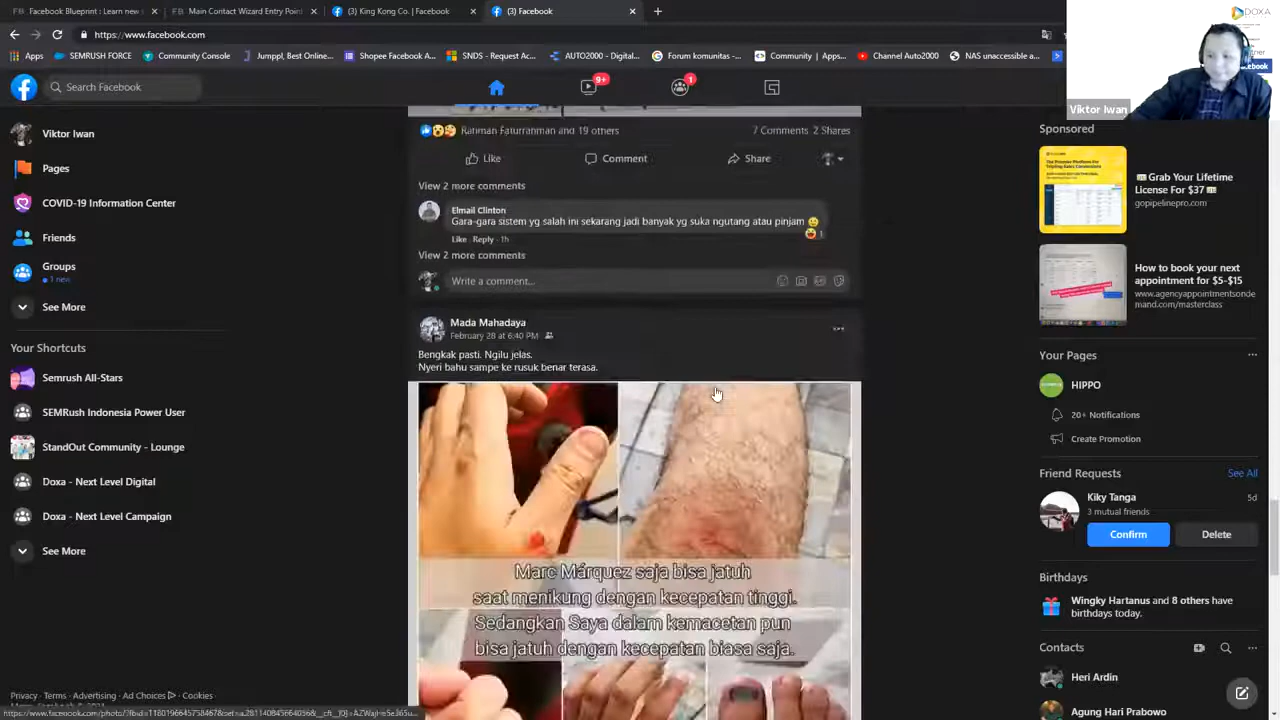 Facebook Blueprint : Learn new s
Main Contact Wizard Entry Point
(3) King Kong Co. | Facebook
(3) Facebook
https://www.facebook.com
Apps
SEMRUSH FORCE
Community Console
Jumppl, Best Online...
Shopee Facebook A...
SNDS - Request Ac...
AUTO2000 - Digital...
Forum komunitas -...
Community | Apps...
Channel Auto2000
NAS unaccessible a...
DOXA
Viktor Iwan
Search Facebook
9+
1
Viktor Iwan
Pages
COVID-19 Information Center
Friends
Groups
1 new
See More
Your Shortcuts
Semrush All-Stars
SEMRush Indonesia Power User
StandOut Community - Lounge
Doxa - Next Level Digital
Doxa - Next Level Campaign
See More
Privacy · Terms · Advertising · Ad Choices · Cookies ·
Rahman Faturrahman and 19 others
7 Comments 2 Shares
Like
Comment
Share
View 2 more comments
Elmail Clinton
Gara-gara sistem yg salah ini sekarang jadi banyak yg suka ngutang atau pinjam
1
Like · Reply · 1h
View 2 more comments
Write a comment...
Mada Mahadaya
February 28 at 6:40 PM
Bengkak pasti. Ngilu jelas.
Nyeri bahu sampe ke rusuk benar terasa.
Marc Márquez saja bisa jatuh
saat menikung dengan kecepatan tinggi.
Sedangkan Saya dalam kemacetan pun
bisa jatuh dengan kecepatan biasa saja.
Sponsored
Grab Your Lifetime
License For $37
gopipelinepro.com
How to book your next
appointment for $5-$15
www.agencyappointmentsonde
mand.com/masterclass
Your Pages
HIPPO
20+ Notifications
Create Promotion
Friend Requests
See All
Kiky Tanga
5d
3 mutual friends
Confirm
Delete
Birthdays
Wingky Hartanus and 8 others have
birthdays today.
Contacts
Heri Ardin
Agung Hari Prabowo